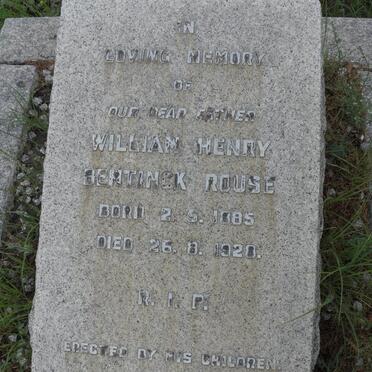 IN
LOVING MEMORY
OF
OUR DEAR FATHER
WILLIAM HENRY
BENTINCK ROUSE
BORN 2. 5. 1885
DIED 26. 8. 1920.
R. I. P.
ERECTED BY HIS CHILDREN.